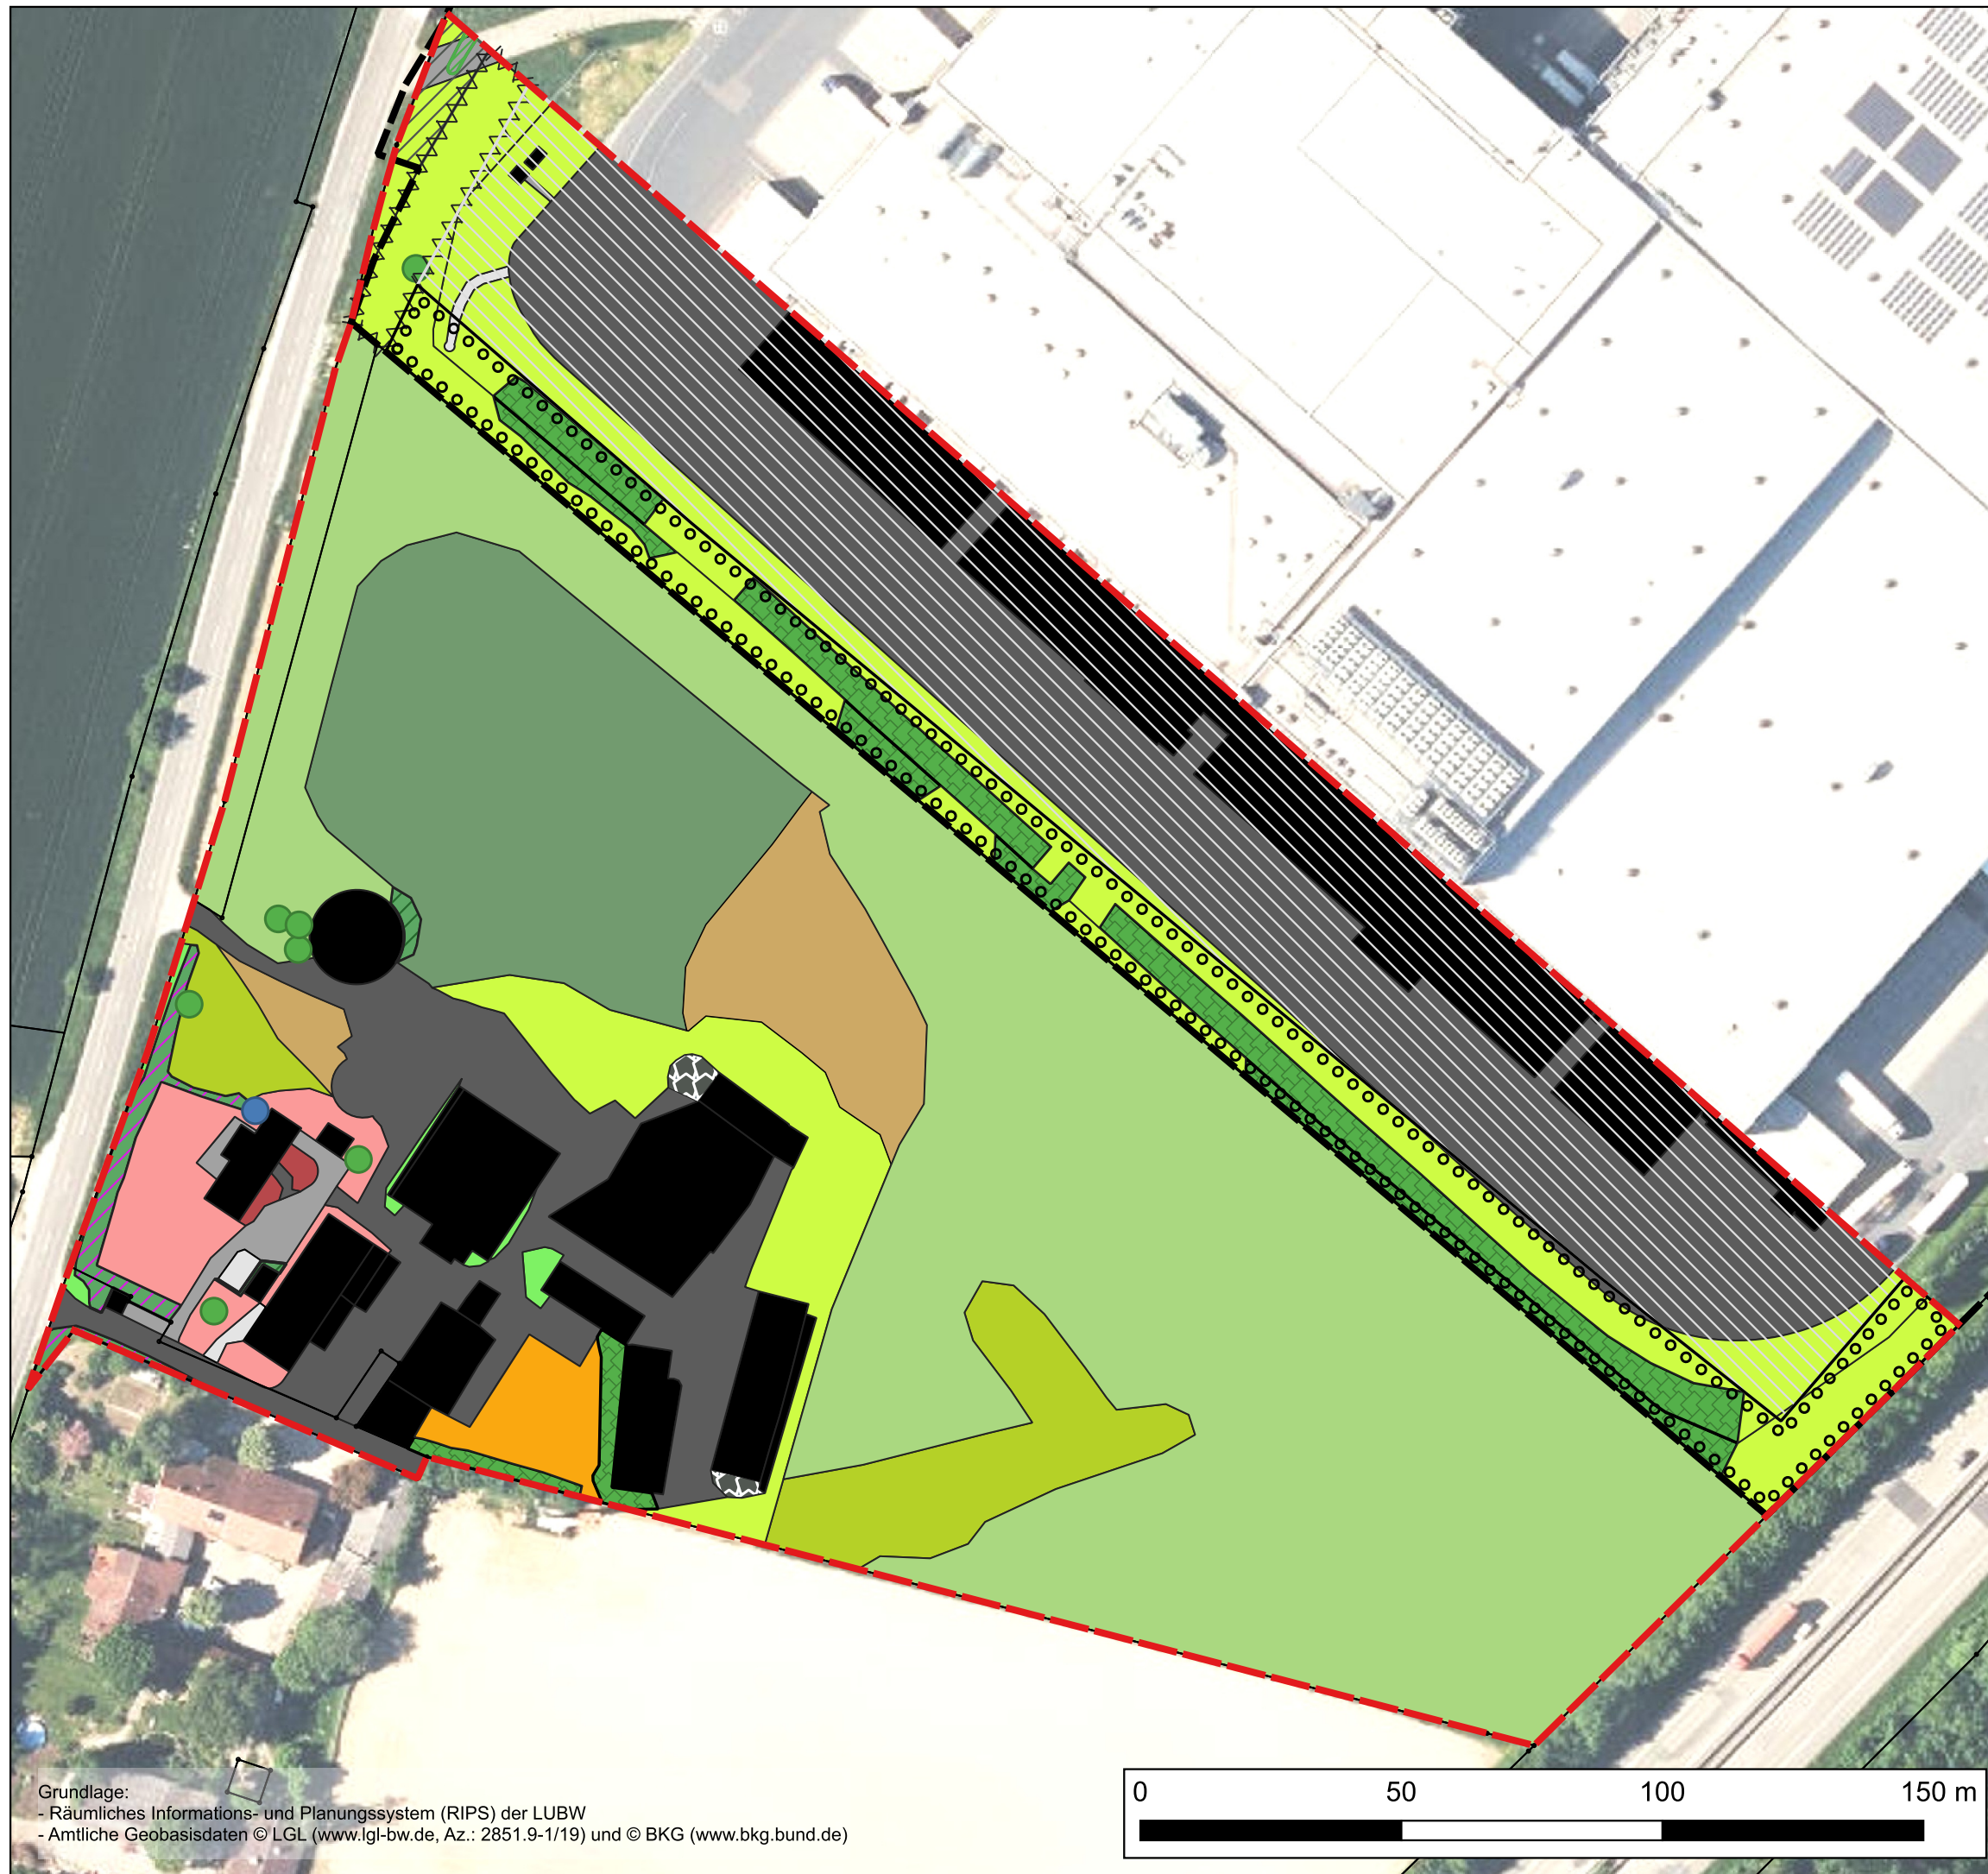 Grundlage:
- Räumliches Informations- und Planungssystem (RIPS) der LUBW
- Amtliche Geobasisdaten © LGL (www.lgl-bw.de, Az.: 2851.9-1/19) und © BKG (www.bkg.bund.de)
0 50 100 150 m